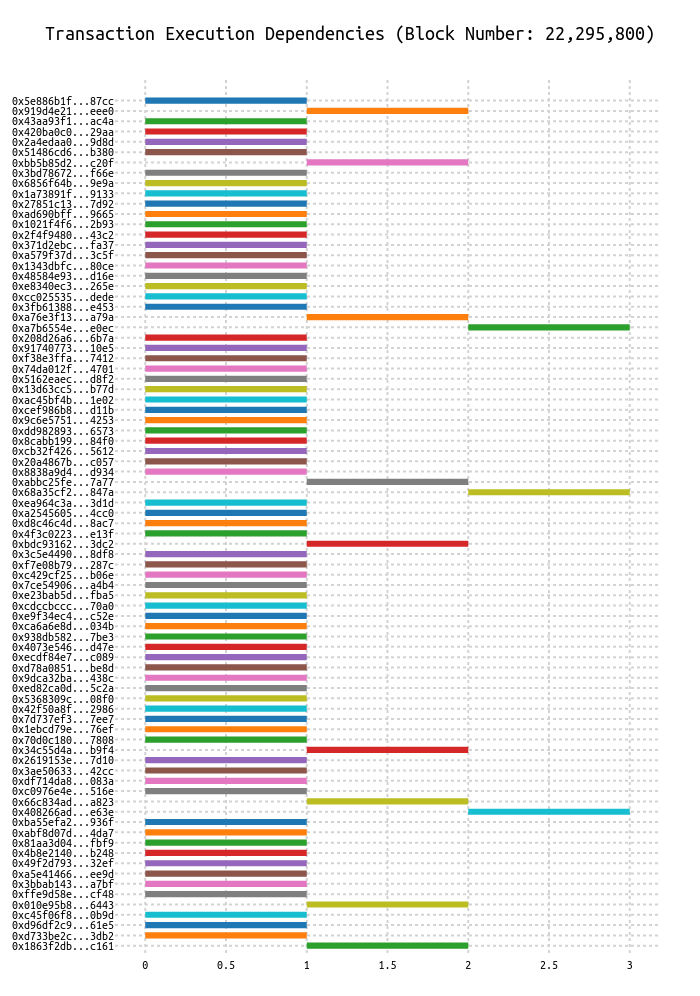 Transaction Execution Dependencies (Block Number: 22,295,800)
0x5e886b1f...87cc
0x919d4e21...eee0
0x43aa93f1...ac4a
0x420ba0c0...29aa
0x2a4edaa0...9d8d
0x51486cd6...b380
0xbb5b85d2...c20f
0x3bd78672...f66e
0x6856f64b...9e9a
0x1a73891f...9133
0x27851c13...7d92
0xad690bff...9665
0x1021f4f6...2b93
0x2f4f9480...43c2
0x371d2ebc...fa37
0xa579f37d...3c5f
0x1343dbfc...80ce
0x48584e93...d16e
0xe8340ec3...265e
0xcc025535...dede
0x3fb61388...e453
0xa76e3f13...a79a
0xa7b6554e...e0ec
0x208d26a6...6b7a
0x91740773...10e5
0xf38e3ffa...7412
0x74da012f...4701
0x5162eaec...d8f2
0x13d63cc5...b77d
0xac45bf4b...1e02
0xcef986b8...d11b
0x9c6e5751...4253
0xdd982893...6573
0x8cabb199...84f0
0xcb32f426...5612
0x20a4867b...c057
0x8838a9d4...d934
0xabbc25fe...7a77
0x68a35cf2...847a
0xea964c3a...3d1d
0xa2545605...4cc0
0xd8c46c4d...8ac7
0x4f3c0223...e13f
0xbdc93162...3dc2
0x3c5e4490...8df8
0xf7e08b79...287c
0xc429cf25...b06e
0x7ce54906...a4b4
0xe23bab5d...fba5
0xcdccbccc...70a0
0xe9f34ec4...c52e
0xca6a6e8d...034b
0x938db582...7be3
0x4073e546...d47e
0xecdf84e7...c089
0xd78a0851...be8d
0x9dca32ba...438c
0xed82ca0d...5c2a
0x5368309c...08f0
0x42f50a8f...2986
0x7d737ef3...7ee7
0x1ebcd79e...76ef
0x70d0c180...7808
0x34c55d4a...b9f4
0x2619153e...7d10
0x3ae50633...42cc
0xdf714da8...083a
0xc0976e4e...516e
0x66c834ad...a823
0x408266ad...e63e
0xba55efa2...936f
0xabf8d07d...4da7
0x81aa3d04...fbf9
0x4b8e2140...b248
0x49f2d793...32ef
0xa5e41466...ee9d
0x3bbab143...a7bf
0xffe9d58e...cf48
0x010e95b8...6443
0xc45f06f8...0b9d
0xd96df2c9...61e5
0xd733be2c...3db2
0x1863f2db...c161
0 0.5 1 1.5 2 2.5 3